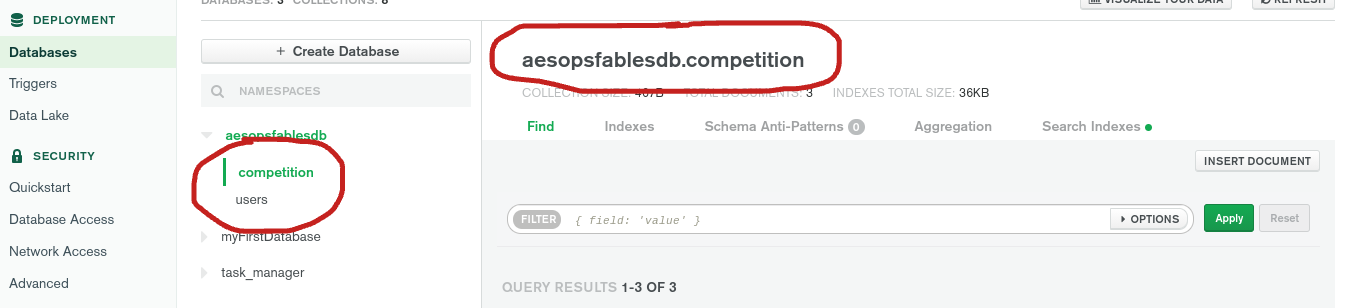 DATABASES: 3 COLLECTIONS: 8
VISUALIZE YOUR DATA
REFRESH
DEPLOYMENT
Databases
Triggers
Data Lake
SECURITY
Quickstart
Database Access
Network Access
Advanced
+ Create Database
NAMESPACES
aesopsfablesdb
competition
users
myFirstDatabase
task_manager
aesopsfablesdb.competition
COLLECTION SIZE: 407B TOTAL DOCUMENTS: 3 INDEXES TOTAL SIZE: 36KB
Find Indexes Schema Anti-Patterns 0 Aggregation Search Indexes
INSERT DOCUMENT
FILTER { field: 'value' } OPTIONS Apply Reset
QUERY RESULTS 1-3 OF 3